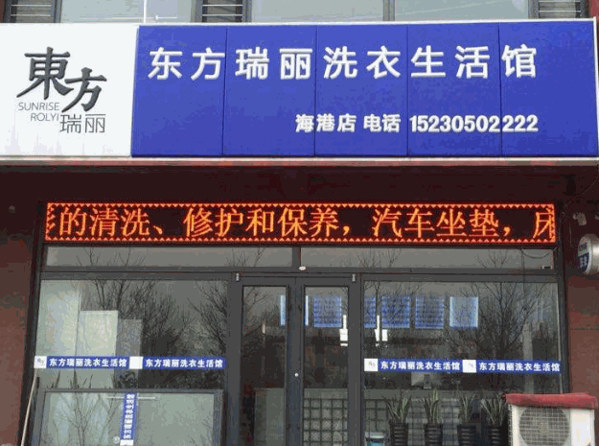 東方
SUNRISE
ROLYI
瑞丽
东方瑞丽洗衣生活馆
海港店 电话 15230502222
的清洗、修护和保养，汽车坐垫，
东方瑞丽洗衣生活馆
东方瑞丽洗衣生活馆
东方瑞丽洗衣生活馆
东方瑞丽洗衣生活馆